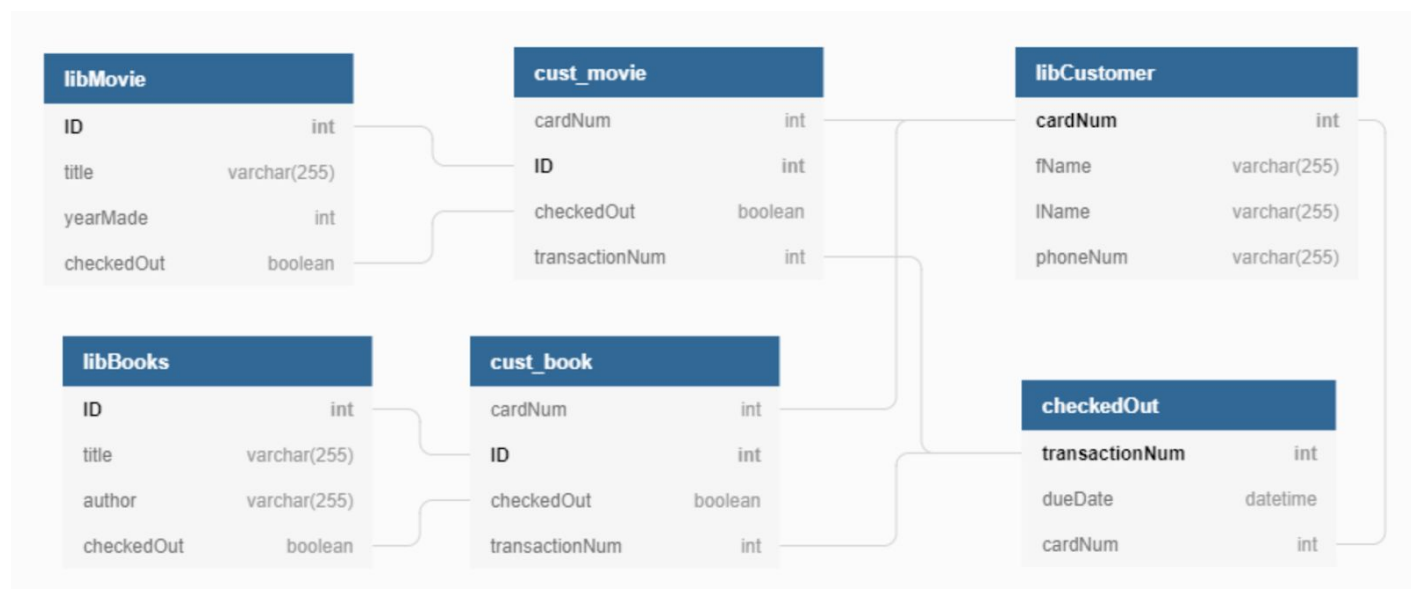 libMovie
ID int
title varchar(255)
yearMade int
checkedOut boolean
cust_movie
cardNum int
ID int
checkedOut boolean
transactionNum int
libCustomer
cardNum int
fName varchar(255)
lName varchar(255)
phoneNum varchar(255)
libBooks
ID int
title varchar(255)
author varchar(255)
checkedOut boolean
cust_book
cardNum int
ID int
checkedOut boolean
transactionNum int
checkedOut
transactionNum int
dueDate datetime
cardNum int